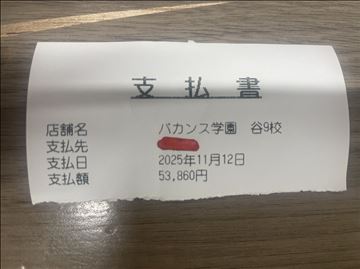 支払書
店舗名 バカンス学園 谷9校
支払先
支払日 2025年11月12日
支払額 53,860円